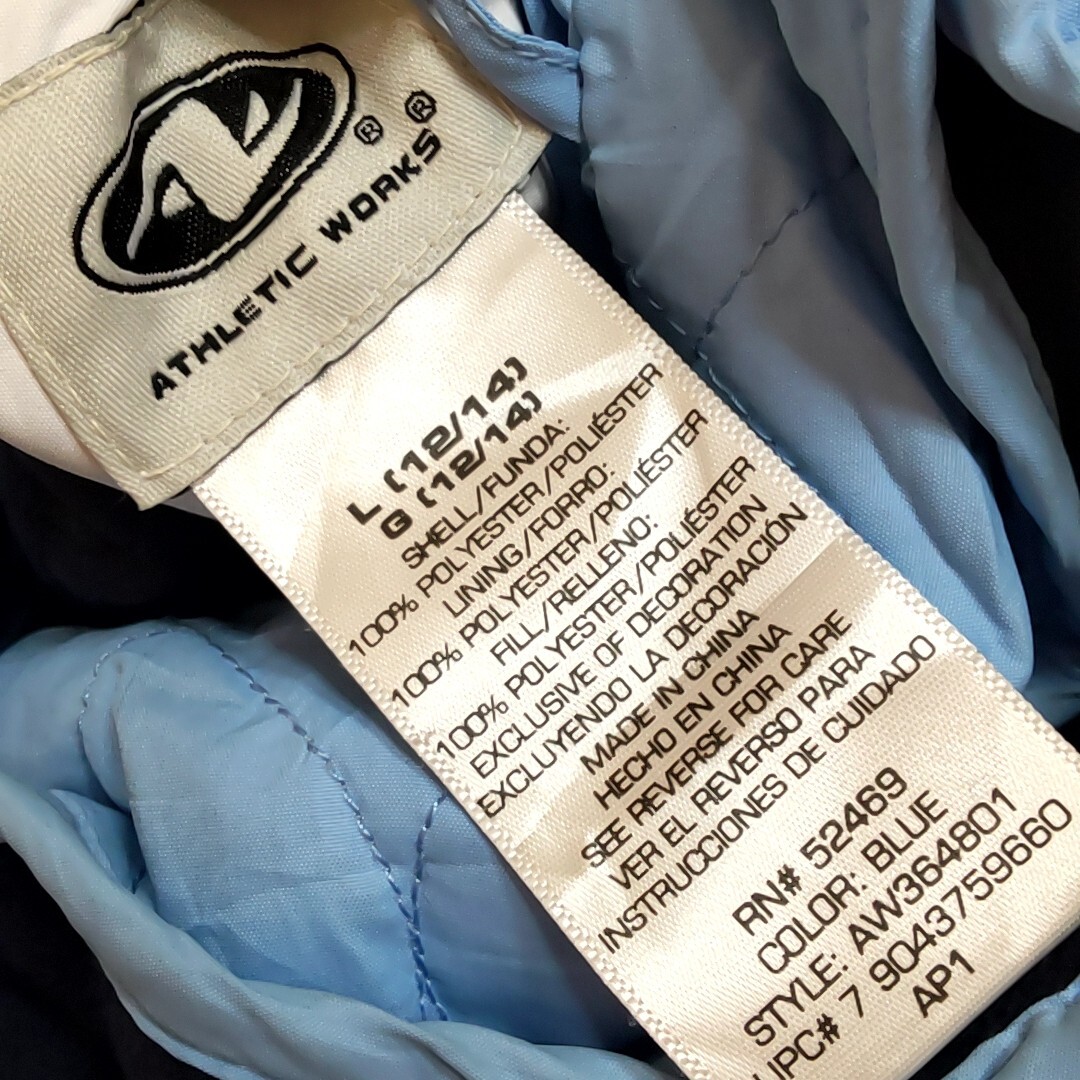 ® ®
ATHLETIC WORKS
L (12/14)
G (12/14)
SHELL/FUNDA:
100% POLYESTER/POLIÉSTER
LINING/FORRO:
100% POLYESTER/POLIÉSTER
FILL/RELLENO:
100% POLYESTER/POLIÉSTER
EXCLUSIVE OF DECORATION
EXCLUYENDO LA DECORACIÓN
MADE IN CHINA
HECHO EN CHINA
SEE REVERSE FOR CARE
VER EL REVERSO PARA
INSTRUCCIONES DE CUIDADO
RN# 52469
COLOR: BLUE
STYLE: AW364801
UPC# 7 9043759660
AP1